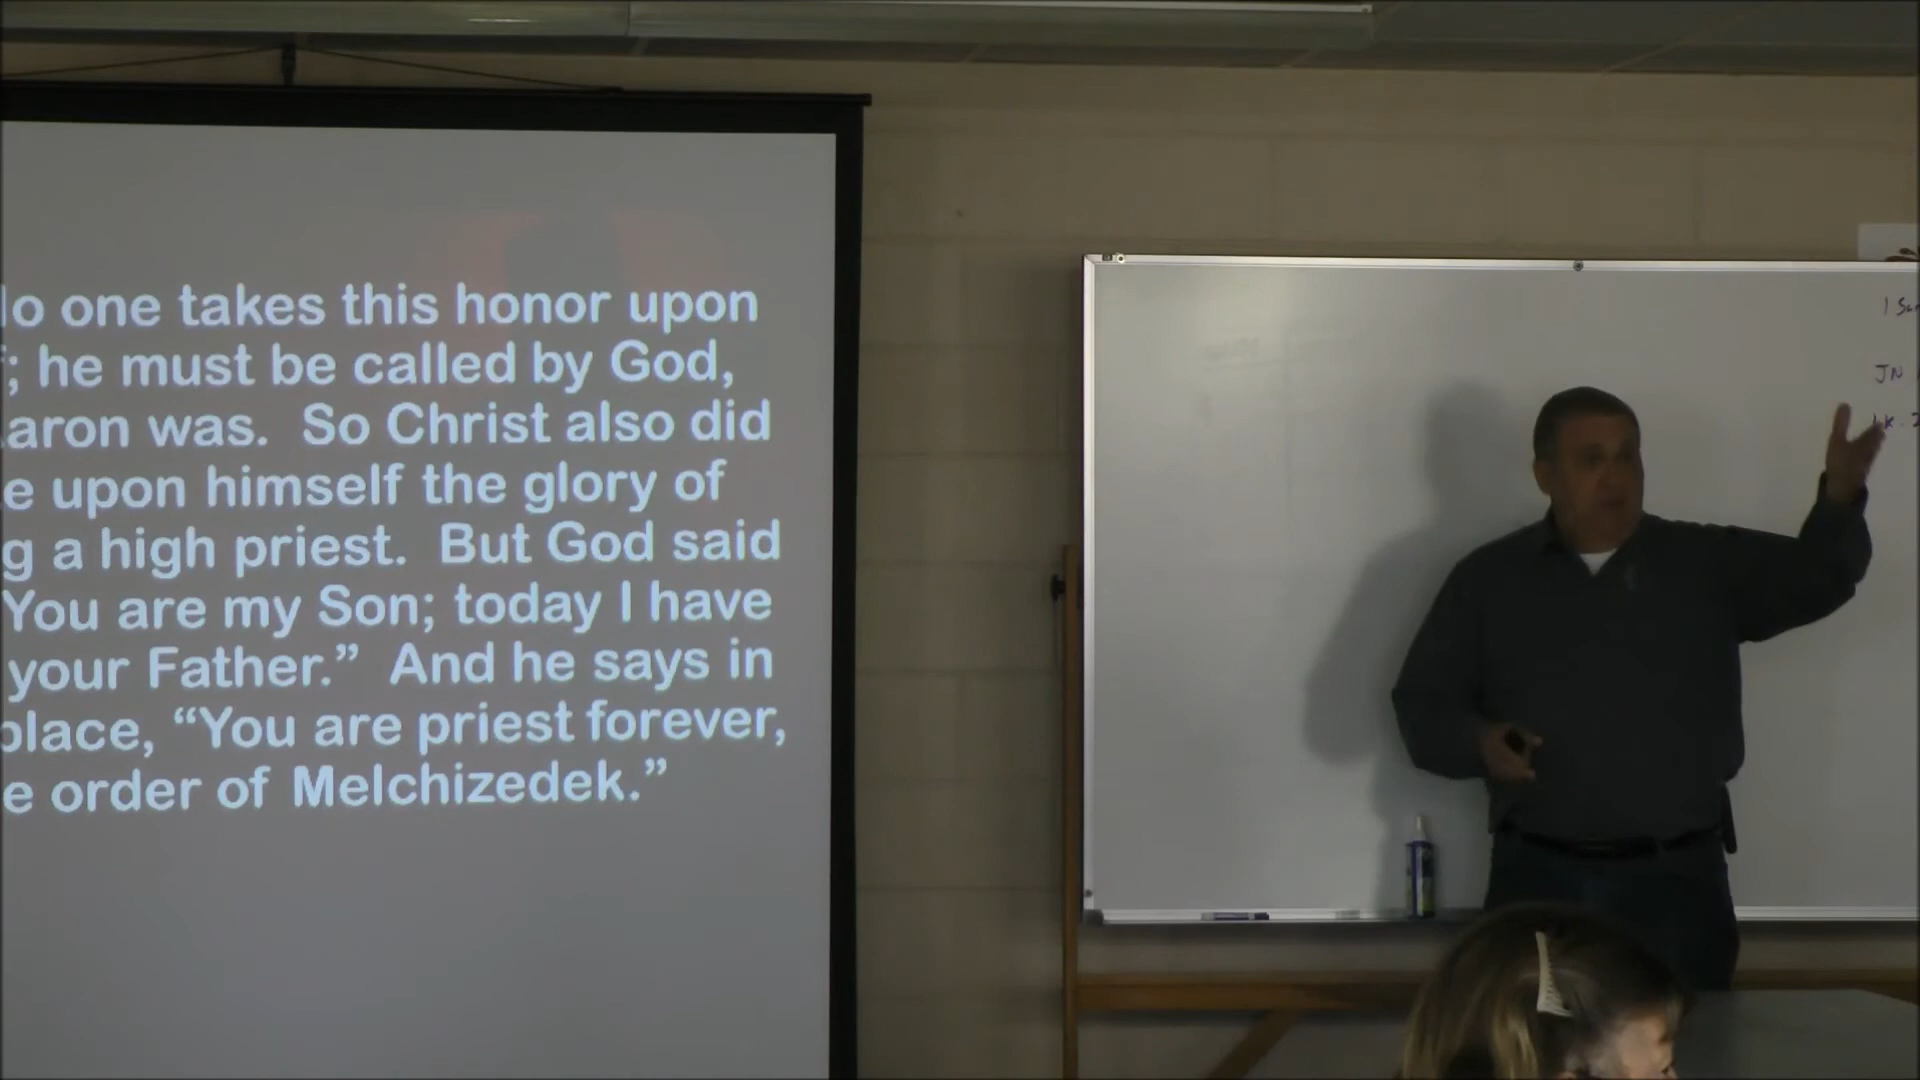 o one takes this honor upon
; he must be called by God,
aron was. So Christ also did
e upon himself the glory of
g a high priest. But God said
You are my Son; today I have
your Father.” And he says in
place, “You are priest forever,
e order of Melchizedek.”
JN